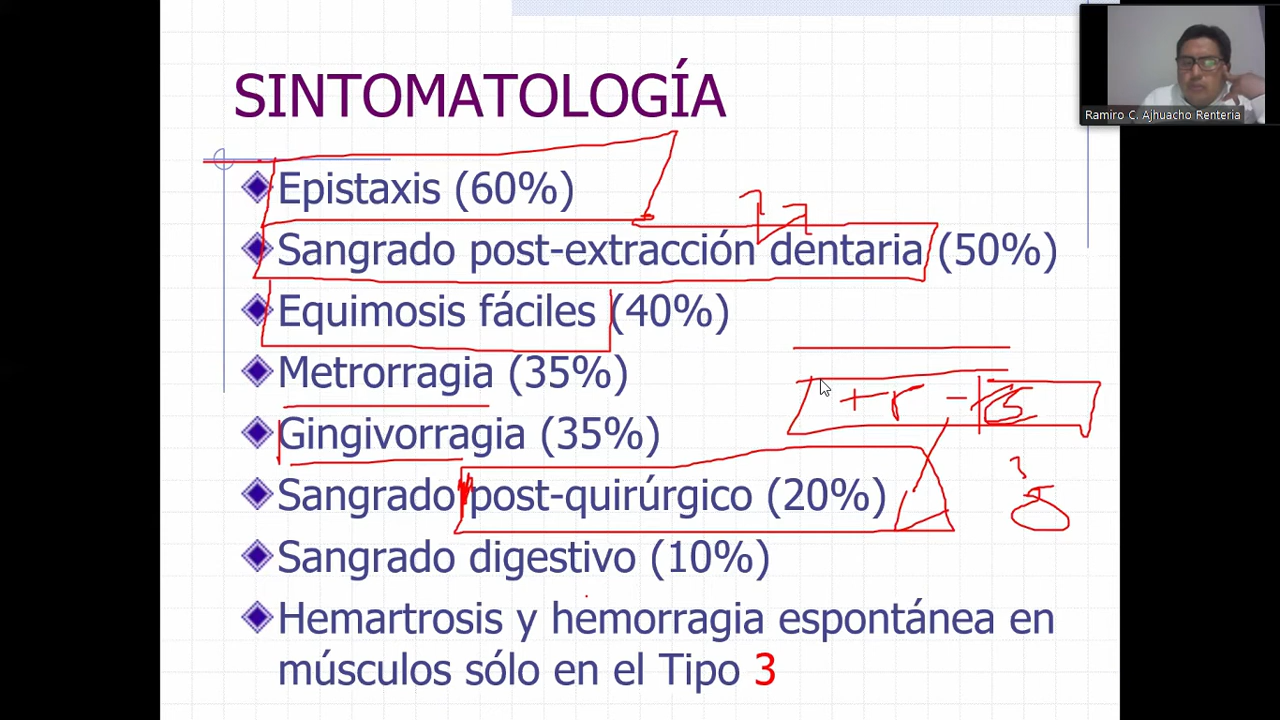 Ramiro C. Ajhuacho Renteria
SINTOMATOLOGÍA
Epistaxis (60%)
Sangrado post-extracción dentaria (50%)
Equimosis fáciles (40%)
Metrorragia (35%)
Gingivorragia (35%)
Sangrado post-quirúrgico (20%)
Sangrado digestivo (10%)
Hemartrosis y hemorragia espontánea en
músculos sólo en el Tipo 3